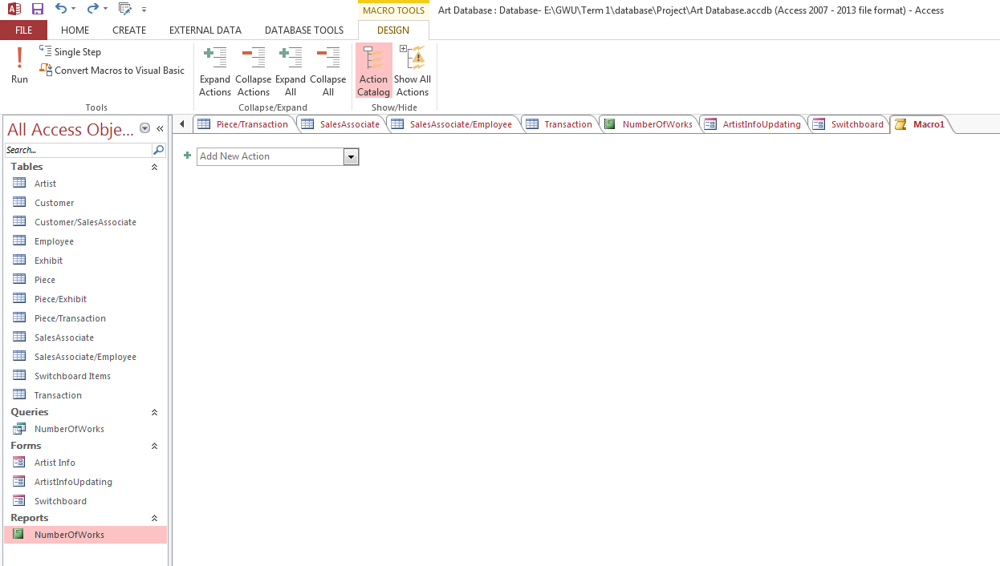 MACRO TOOLS
Art Database : Database- E:\GWU\Term 1\database\Project\Art Database.accdb (Access 2007 - 2013 file format) - Access
FILE HOME CREATE EXTERNAL DATA DATABASE TOOLS DESIGN
Run
Single Step
Convert Macros to Visual Basic
Tools
Expand Actions
Collapse Actions
Expand All
Collapse All
Collapse/Expand
Action Catalog
Show All Actions
Show/Hide
All Access Obje...
Search...
Piece/Transaction SalesAssociate SalesAssociate/Employee Transaction NumberOfWorks ArtistInfoUpdating Switchboard Macro1
Add New Action
Tables
Artist
Customer
Customer/SalesAssociate
Employee
Exhibit
Piece
Piece/Exhibit
Piece/Transaction
SalesAssociate
SalesAssociate/Employee
Switchboard Items
Transaction
Queries
NumberOfWorks
Forms
Artist Info
ArtistInfoUpdating
Switchboard
Reports
NumberOfWorks